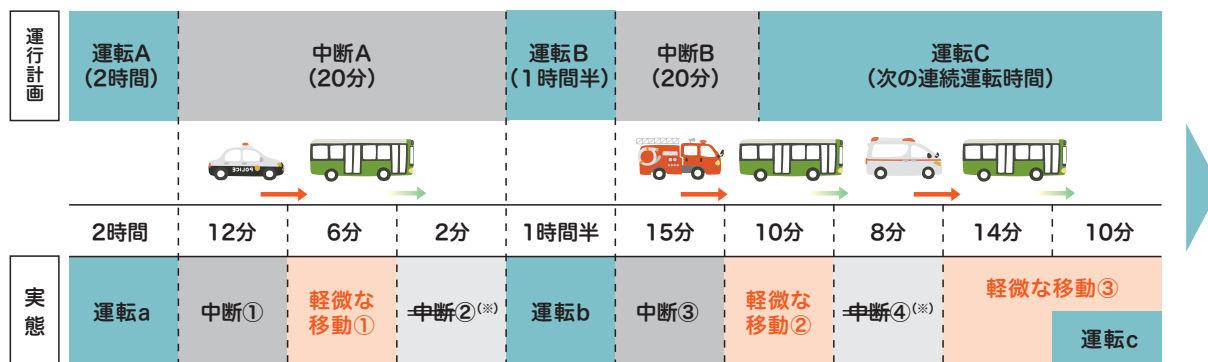 運行計画
運転A
(2時間)
中断A
(20分)
運転B
(1時間半)
中断B
(20分)
運転C
(次の連続運転時間)
POLICE
2時間
12分
6分
2分
1時間半
15分
10分
8分
14分
10分
実態
運転a
中断①
軽微な
移動①
中断②(※)
運転b
中断③
軽微な
移動②
中断④(※)
軽微な移動③
運転c